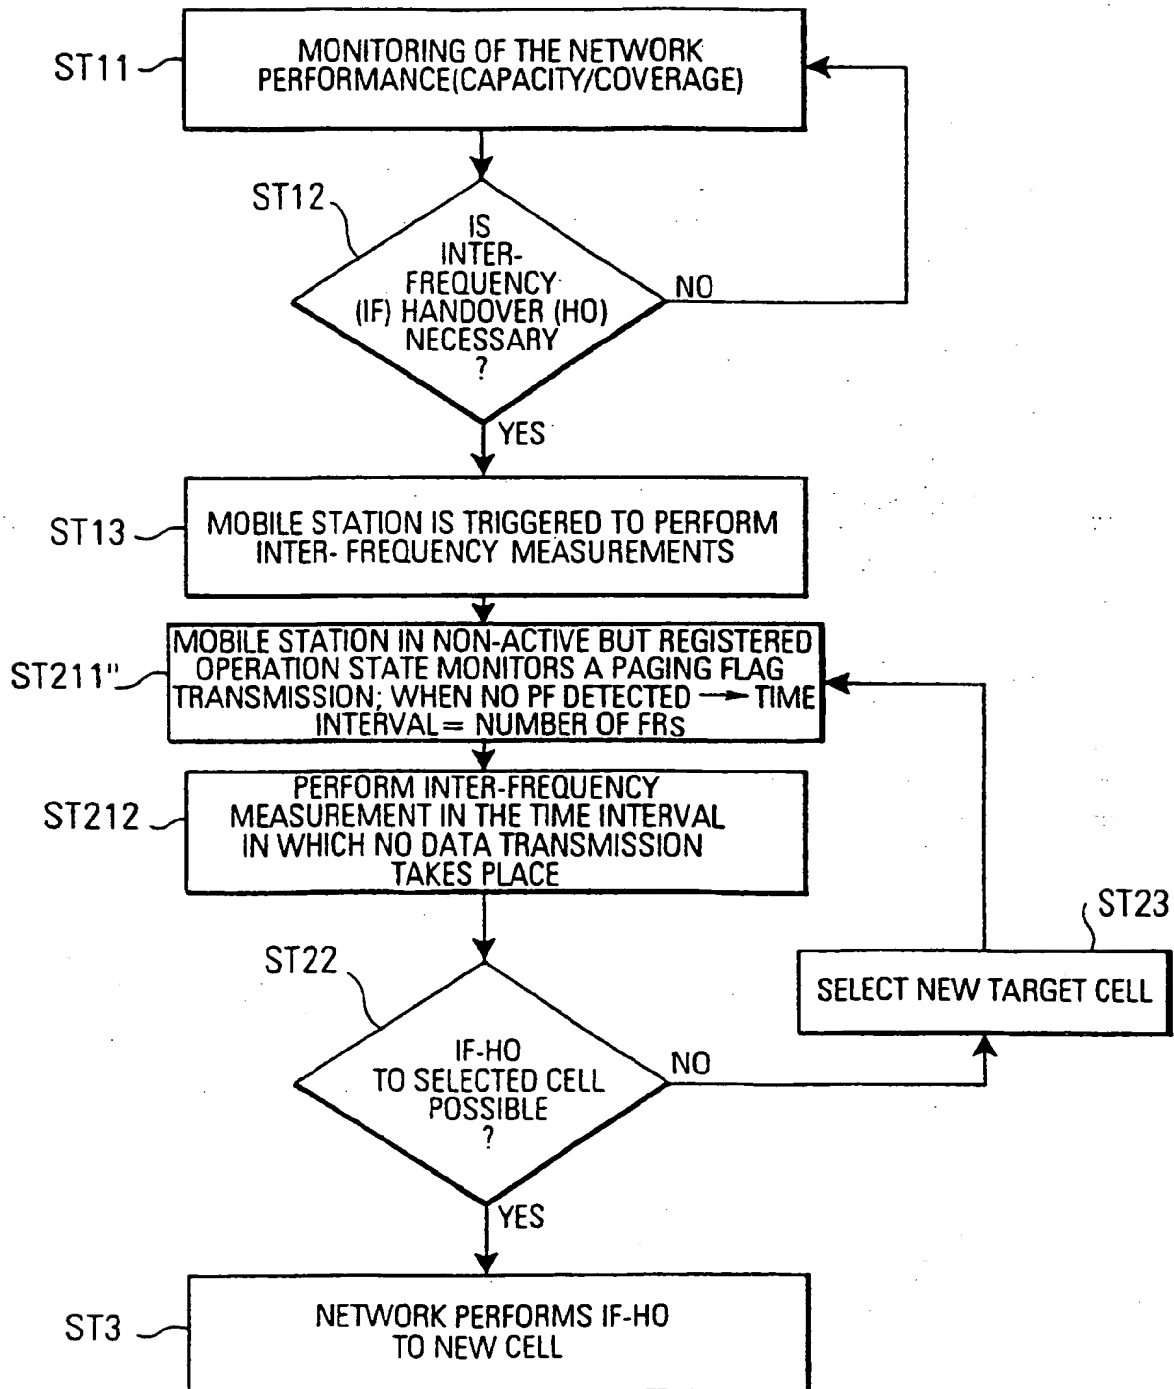 ST11
MONITORING OF THE NETWORK
PERFORMANCE(CAPACITY/COVERAGE)
ST12
IS
INTER-
FREQUENCY
(IF) HANDOVER (HO)
NECESSARY
?
NO
YES
ST13
MOBILE STATION IS TRIGGERED TO PERFORM
INTER- FREQUENCY MEASUREMENTS
ST211"
MOBILE STATION IN NON-ACTIVE BUT REGISTERED
OPERATION STATE MONITORS A PAGING FLAG
TRANSMISSION; WHEN NO PF DETECTED → TIME
INTERVAL = NUMBER OF FRs
ST212
PERFORM INTER-FREQUENCY
MEASUREMENT IN THE TIME INTERVAL
IN WHICH NO DATA TRANSMISSION
TAKES PLACE
ST23
SELECT NEW TARGET CELL
ST22
IF-HO
TO SELECTED CELL
POSSIBLE
?
NO
YES
ST3
NETWORK PERFORMS IF-HO
TO NEW CELL